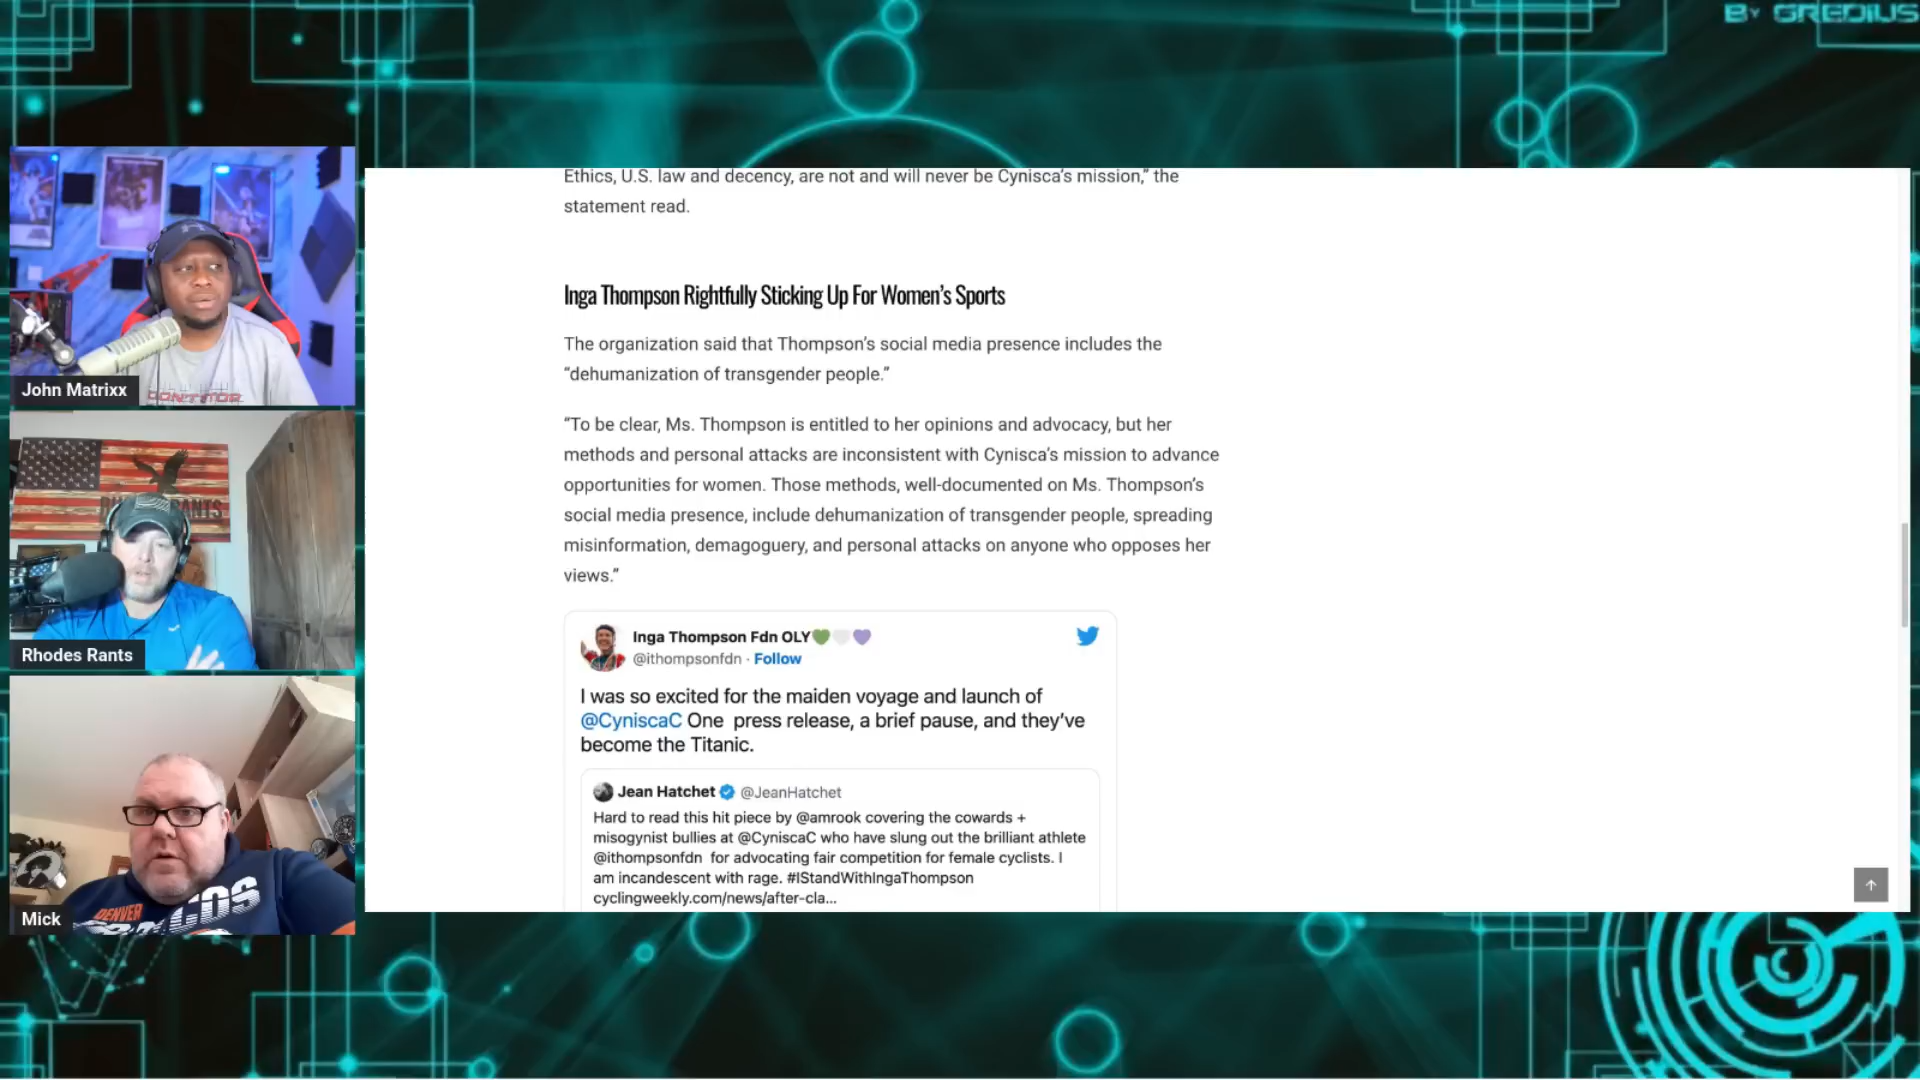 BY GREDIUS
Ethics, U.S. law and decency, are not and will never be Cynisca’s mission,” the
statement read.
Inga Thompson Rightfully Sticking Up For Women’s Sports
The organization said that Thompson’s social media presence includes the
“dehumanization of transgender people.”
“To be clear, Ms. Thompson is entitled to her opinions and advocacy, but her
methods and personal attacks are inconsistent with Cynisca’s mission to advance
opportunities for women. Those methods, well-documented on Ms. Thompson’s
social media presence, include dehumanization of transgender people, spreading
misinformation, demagoguery, and personal attacks on anyone who opposes her
views.”
Inga Thompson Fdn OLY
@ithompsonfdn · Follow
I was so excited for the maiden voyage and launch of
@CyniscaC One press release, a brief pause, and they’ve
become the Titanic.
Jean Hatchet @JeanHatchet
Hard to read this hit piece by @amrook covering the cowards +
misogynist bullies at @CyniscaC who have slung out the brilliant athlete
@ithompsonfdn for advocating fair competition for female cyclists. I
am incandescent with rage. #IStandWithIngaThompson
cyclingweekly.com/news/after-cla...
John Matrixx
Rhodes Rants
DENVER
Mick